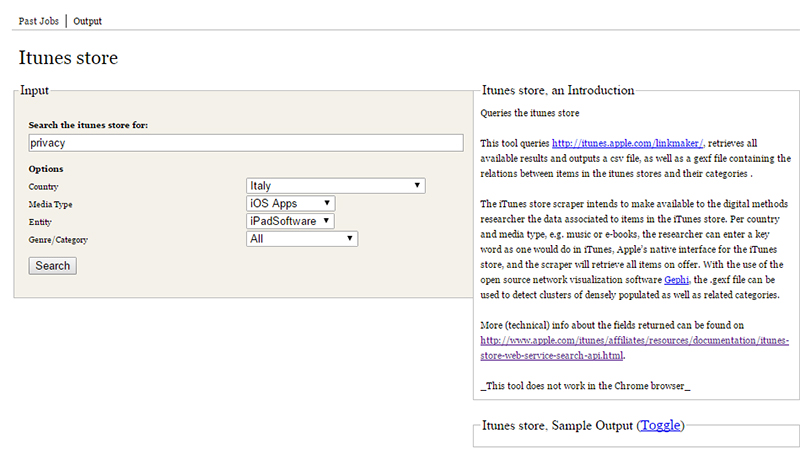 Past Jobs | Output
Itunes store
Input
Search the itunes store for:
privacy
Options
Country Italy
Media Type iOS Apps
Entity iPadSoftware
Genre/Category All
Search
Itunes store, an Introduction
Queries the itunes store
This tool queries http://itunes.apple.com/linkmaker/, retrieves all
available results and outputs a csv file, as well as a gexf file containing the
relations between items in the itunes stores and their categories .
The iTunes store scraper intends to make available to the digital methods
researcher the data associated to items in the iTunes store. Per country
and media type, e.g. music or e-books, the researcher can enter a key
word as one would do in iTunes, Apple's native interface for the iTunes
store, and the scraper will retrieve all items on offer. With the use of the
open source network visualization software Gephi, the .gexf file can be
used to detect clusters of densely populated as well as related categories.
More (technical) info about the fields returned can be found on
http://www.apple.com/itunes/affiliates/resources/documentation/itunes-
store-web-service-search-api.html.
_This tool does not work in the Chrome browser_
Itunes store, Sample Output (Toggle)